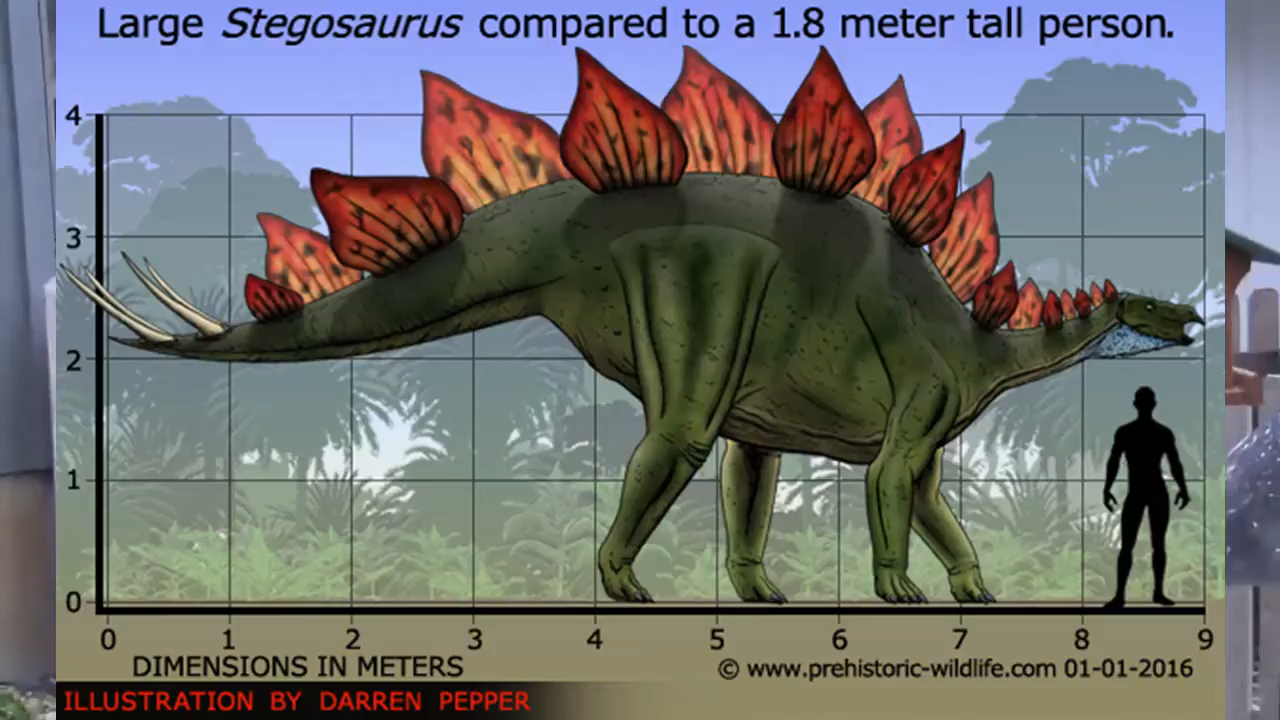 Large Stegosaurus compared to a 1.8 meter tall person.
4
3
2
1
0
0 1 2 3 4 5 6 7 8 9
DIMENSIONS IN METERS © www.prehistoric-wildlife.com 01-01-2016
ILLUSTRATION BY DARREN PEPPER